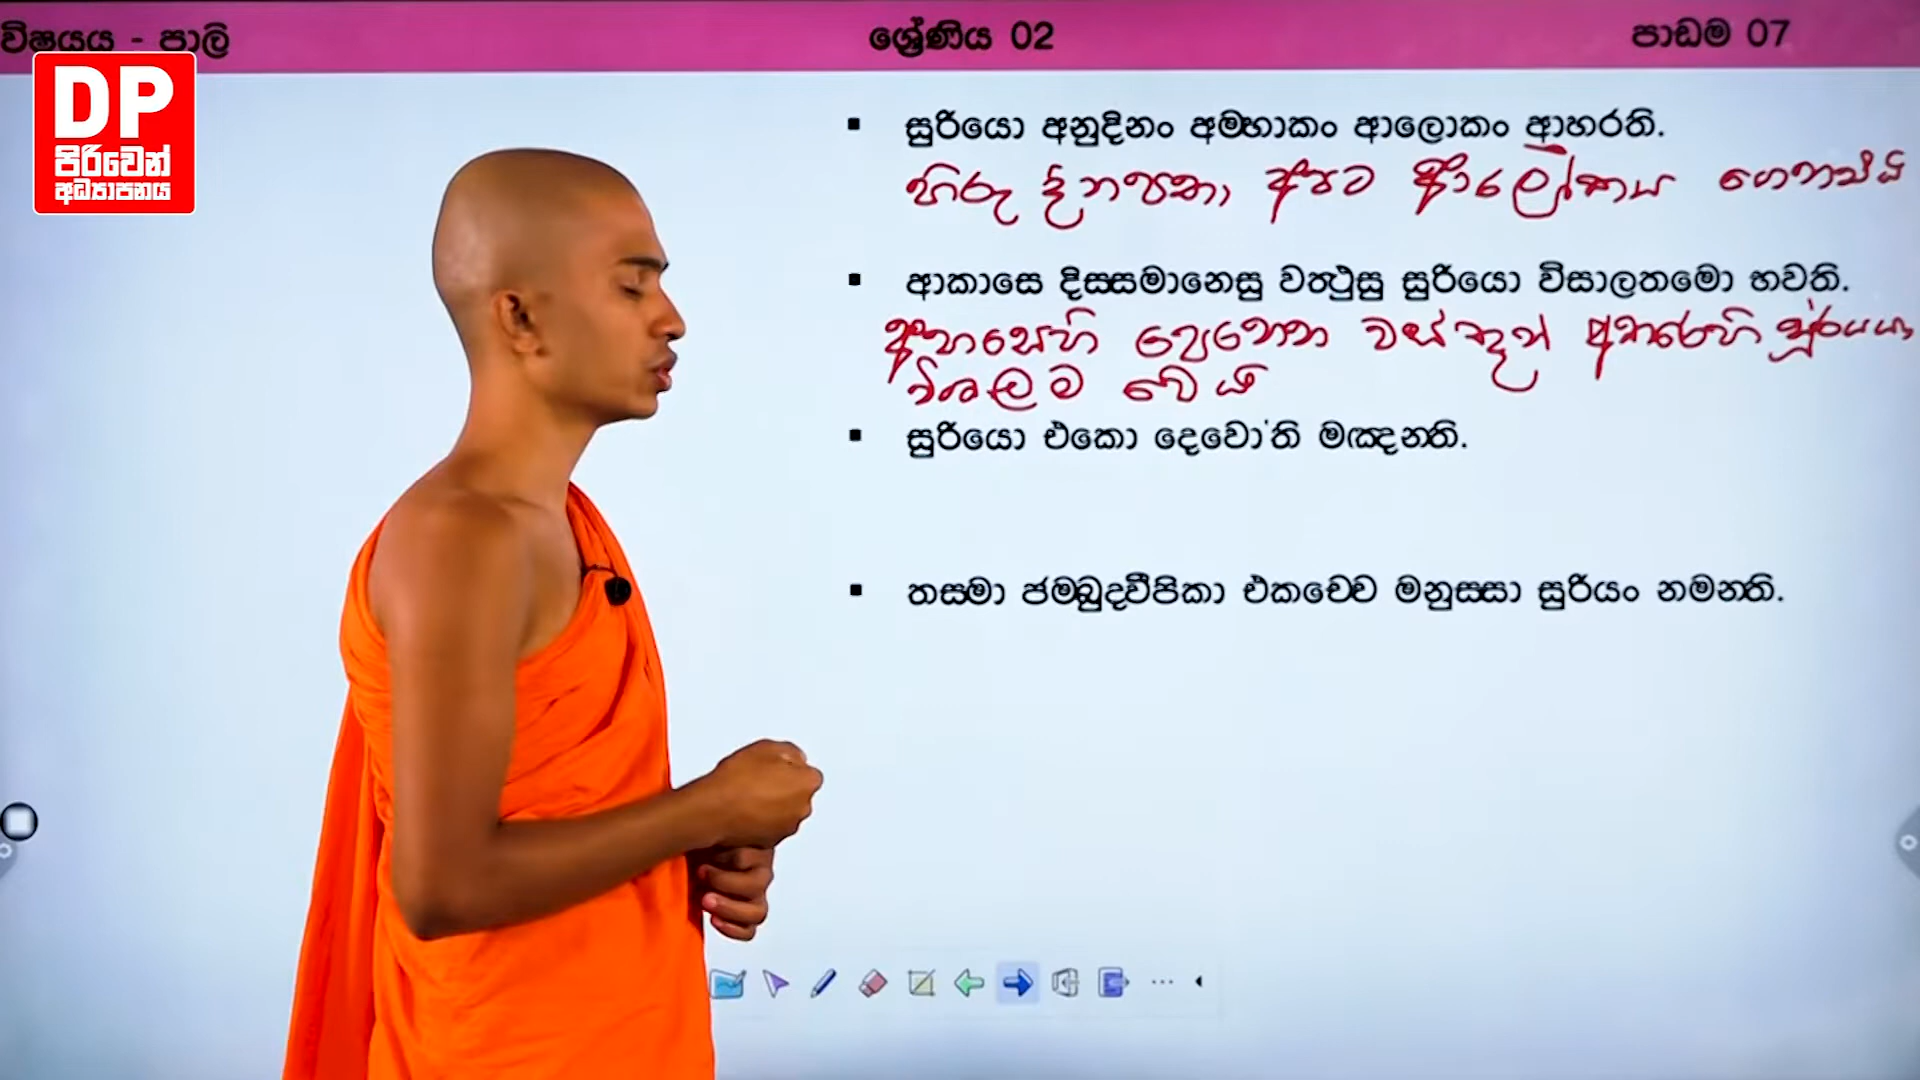 විෂයය - පාලි
ශ්‍රේණිය 02
පාඩම 07
DP
පිරිවෙන්
අධ්‍යාපනය
සුරියො අනුදිනං අම්හාකං ආලොකං ආහරති.
හිරු දිනපතා අපට ආලෝකය ගෙනෙයි
ආකාසෙ දිස්සමානෙසු වත්ථුසු සුරියො විසාලතමො භවති.
අහසෙහි පෙනෙන වස්තූන් අතරෙහි සූර්යයා
විශාලම වෙයි
සුරියො එකො දෙවො'ති මඤ්ඤන්ති.
තස්මා ජම්බුද්වීපිකා එකච්චෙ මනුස්සා සුරියං නමන්ති.